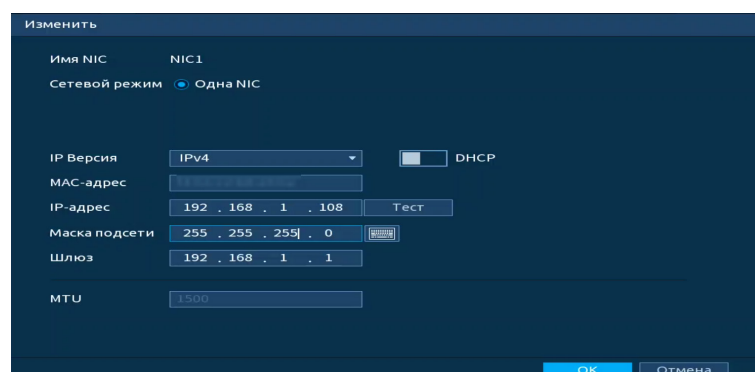 Изменить
Имя NIC NIC1
Сетевой режим Одна NIC
IP Версия IPv4 DHCP
MAC-адрес
IP-адрес 192 . 168 . 1 . 108 Тест
Маска подсети 255 . 255 . 255 . 0
Шлюз 192 . 168 . 1 . 1
MTU 1500
OK Отмена